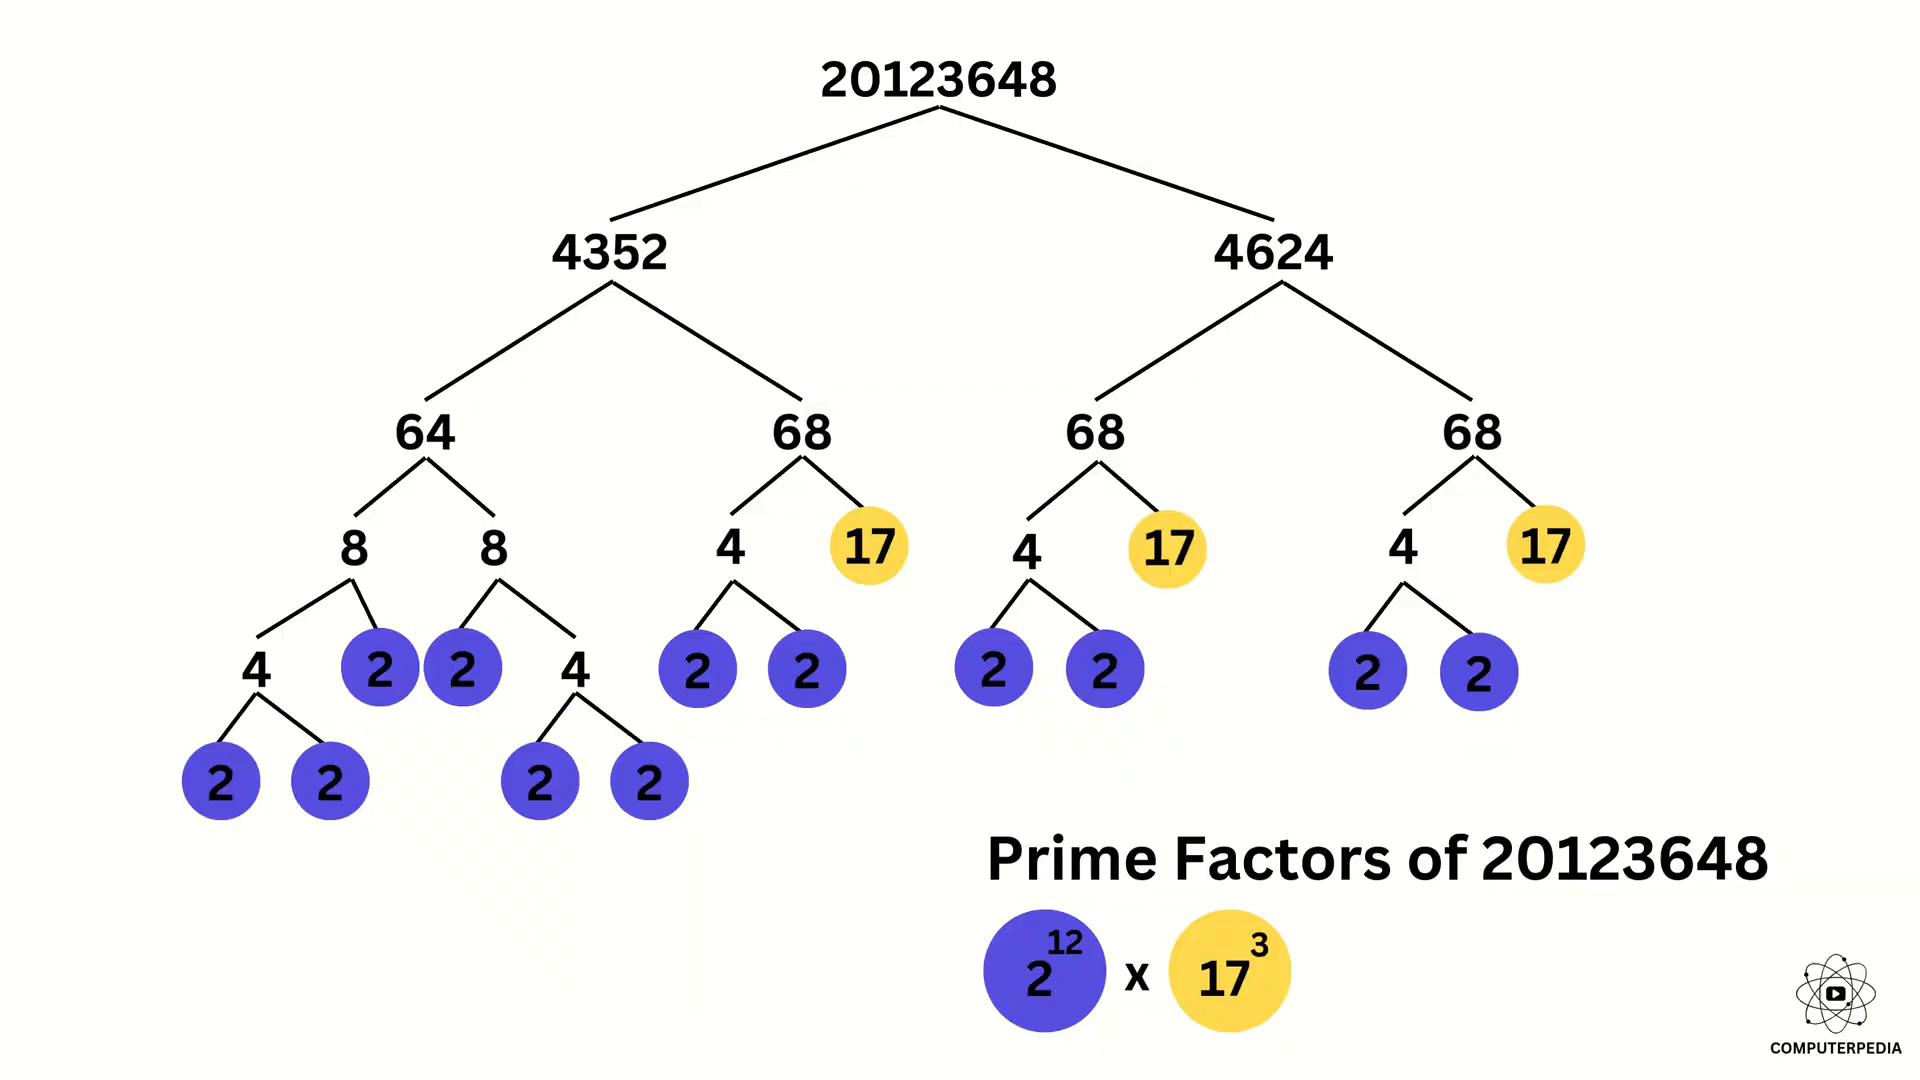 20123648
4352 4624
64 68 68 68
8 8 4 17 4 17 4 17
4 2 2 4 2 2 2 2 2 2
2 2 2 2
Prime Factors of 20123648
2^12 x 17^3
COMPUTERPEDIA